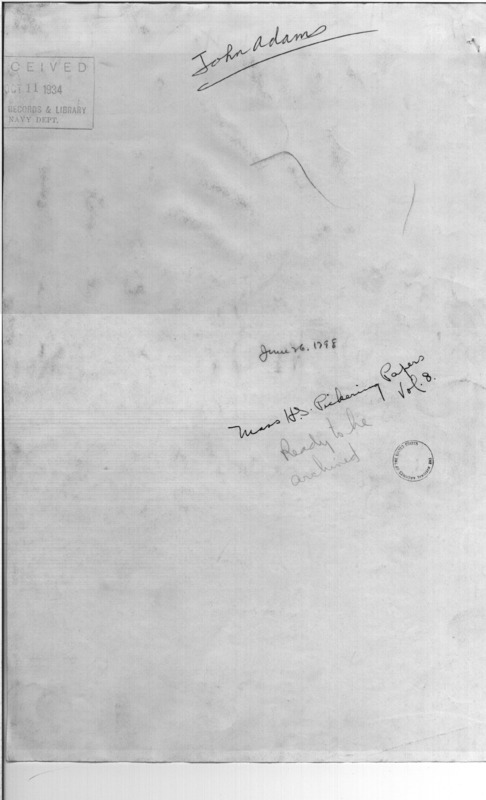 John Adams
CEIVED
11 1934
RECORDS & LIBRARY
NAVY DEPT.
June 26, 1798
Mass H.S. Pickering Papers
Vol. 8.
Ready to be
archived